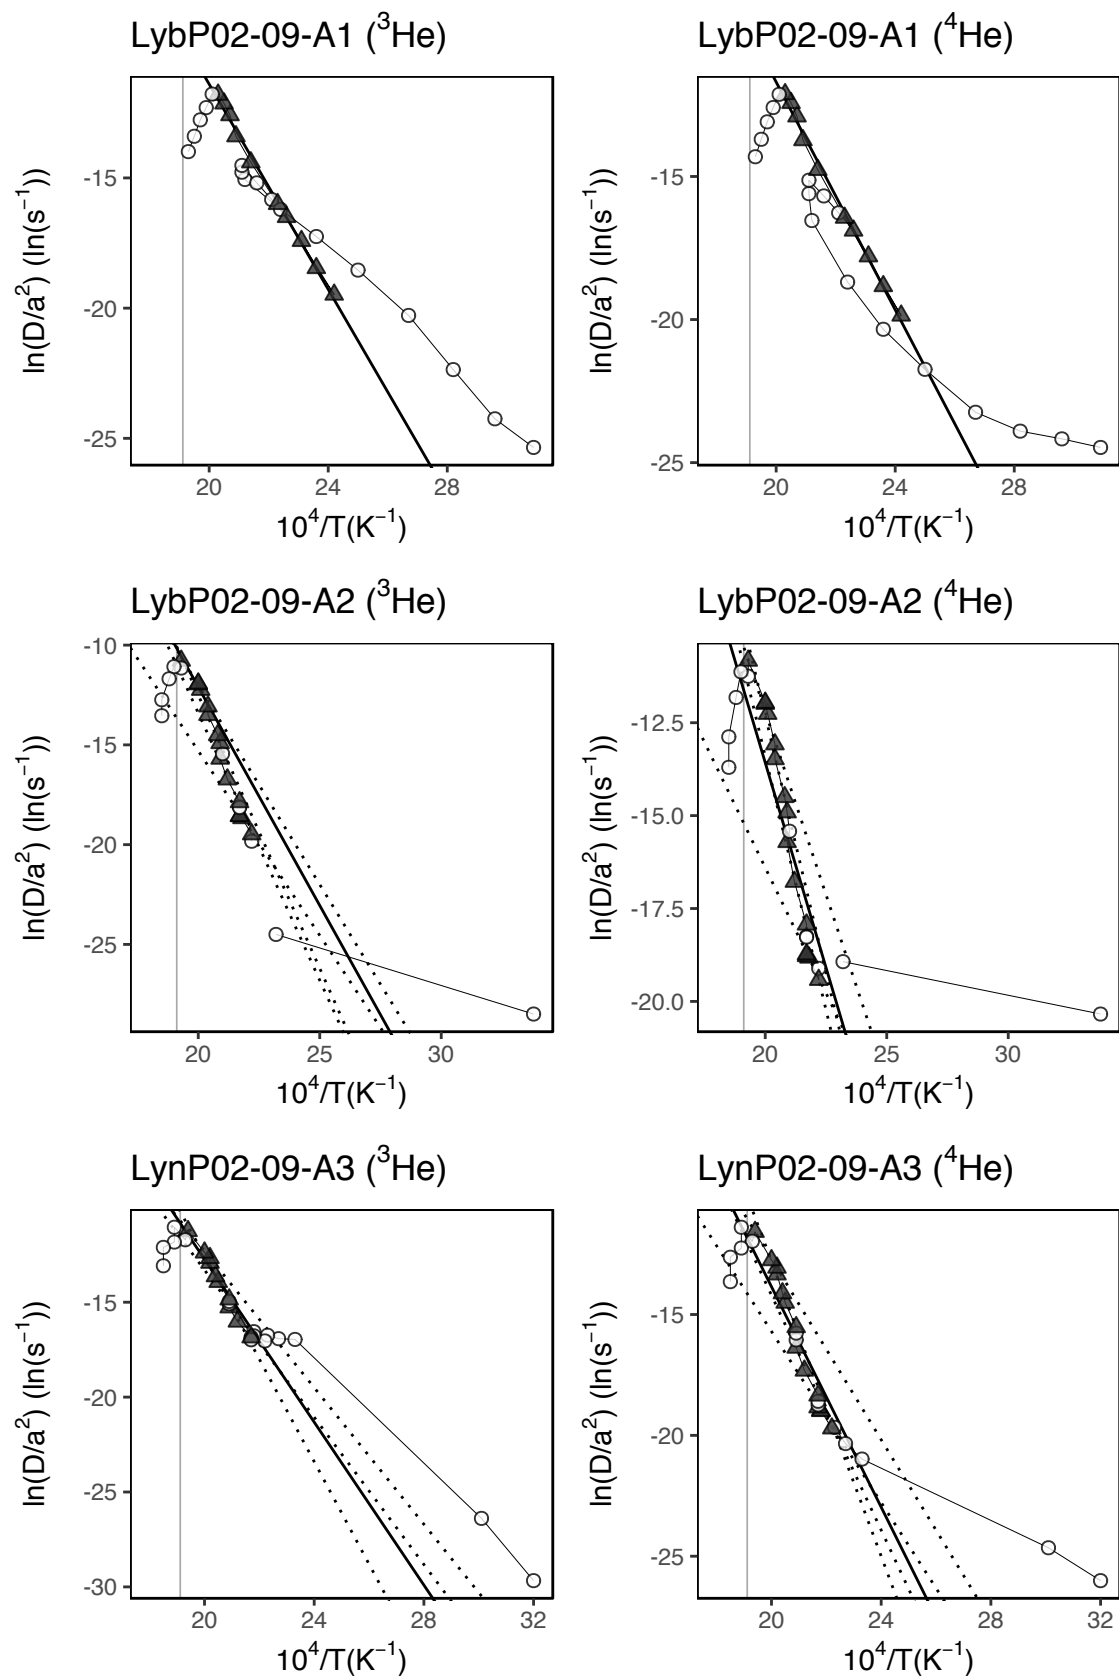 LybP02-09-A1 (³He)
ln(D/a²) (ln(s⁻¹))
-15
-20
-25
20 24 28
10⁴/T(K⁻¹)
LybP02-09-A1 (⁴He)
ln(D/a²) (ln(s⁻¹))
-15
-20
-25
20 24 28
10⁴/T(K⁻¹)
LybP02-09-A2 (³He)
ln(D/a²) (ln(s⁻¹))
-10
-15
-20
-25
20 25 30
10⁴/T(K⁻¹)
LybP02-09-A2 (⁴He)
ln(D/a²) (ln(s⁻¹))
-12.5
-15.0
-17.5
-20.0
20 25 30
10⁴/T(K⁻¹)
LynP02-09-A3 (³He)
ln(D/a²) (ln(s⁻¹))
-15
-20
-25
-30
20 24 28 32
10⁴/T(K⁻¹)
LynP02-09-A3 (⁴He)
ln(D/a²) (ln(s⁻¹))
-15
-20
-25
20 24 28 32
10⁴/T(K⁻¹)